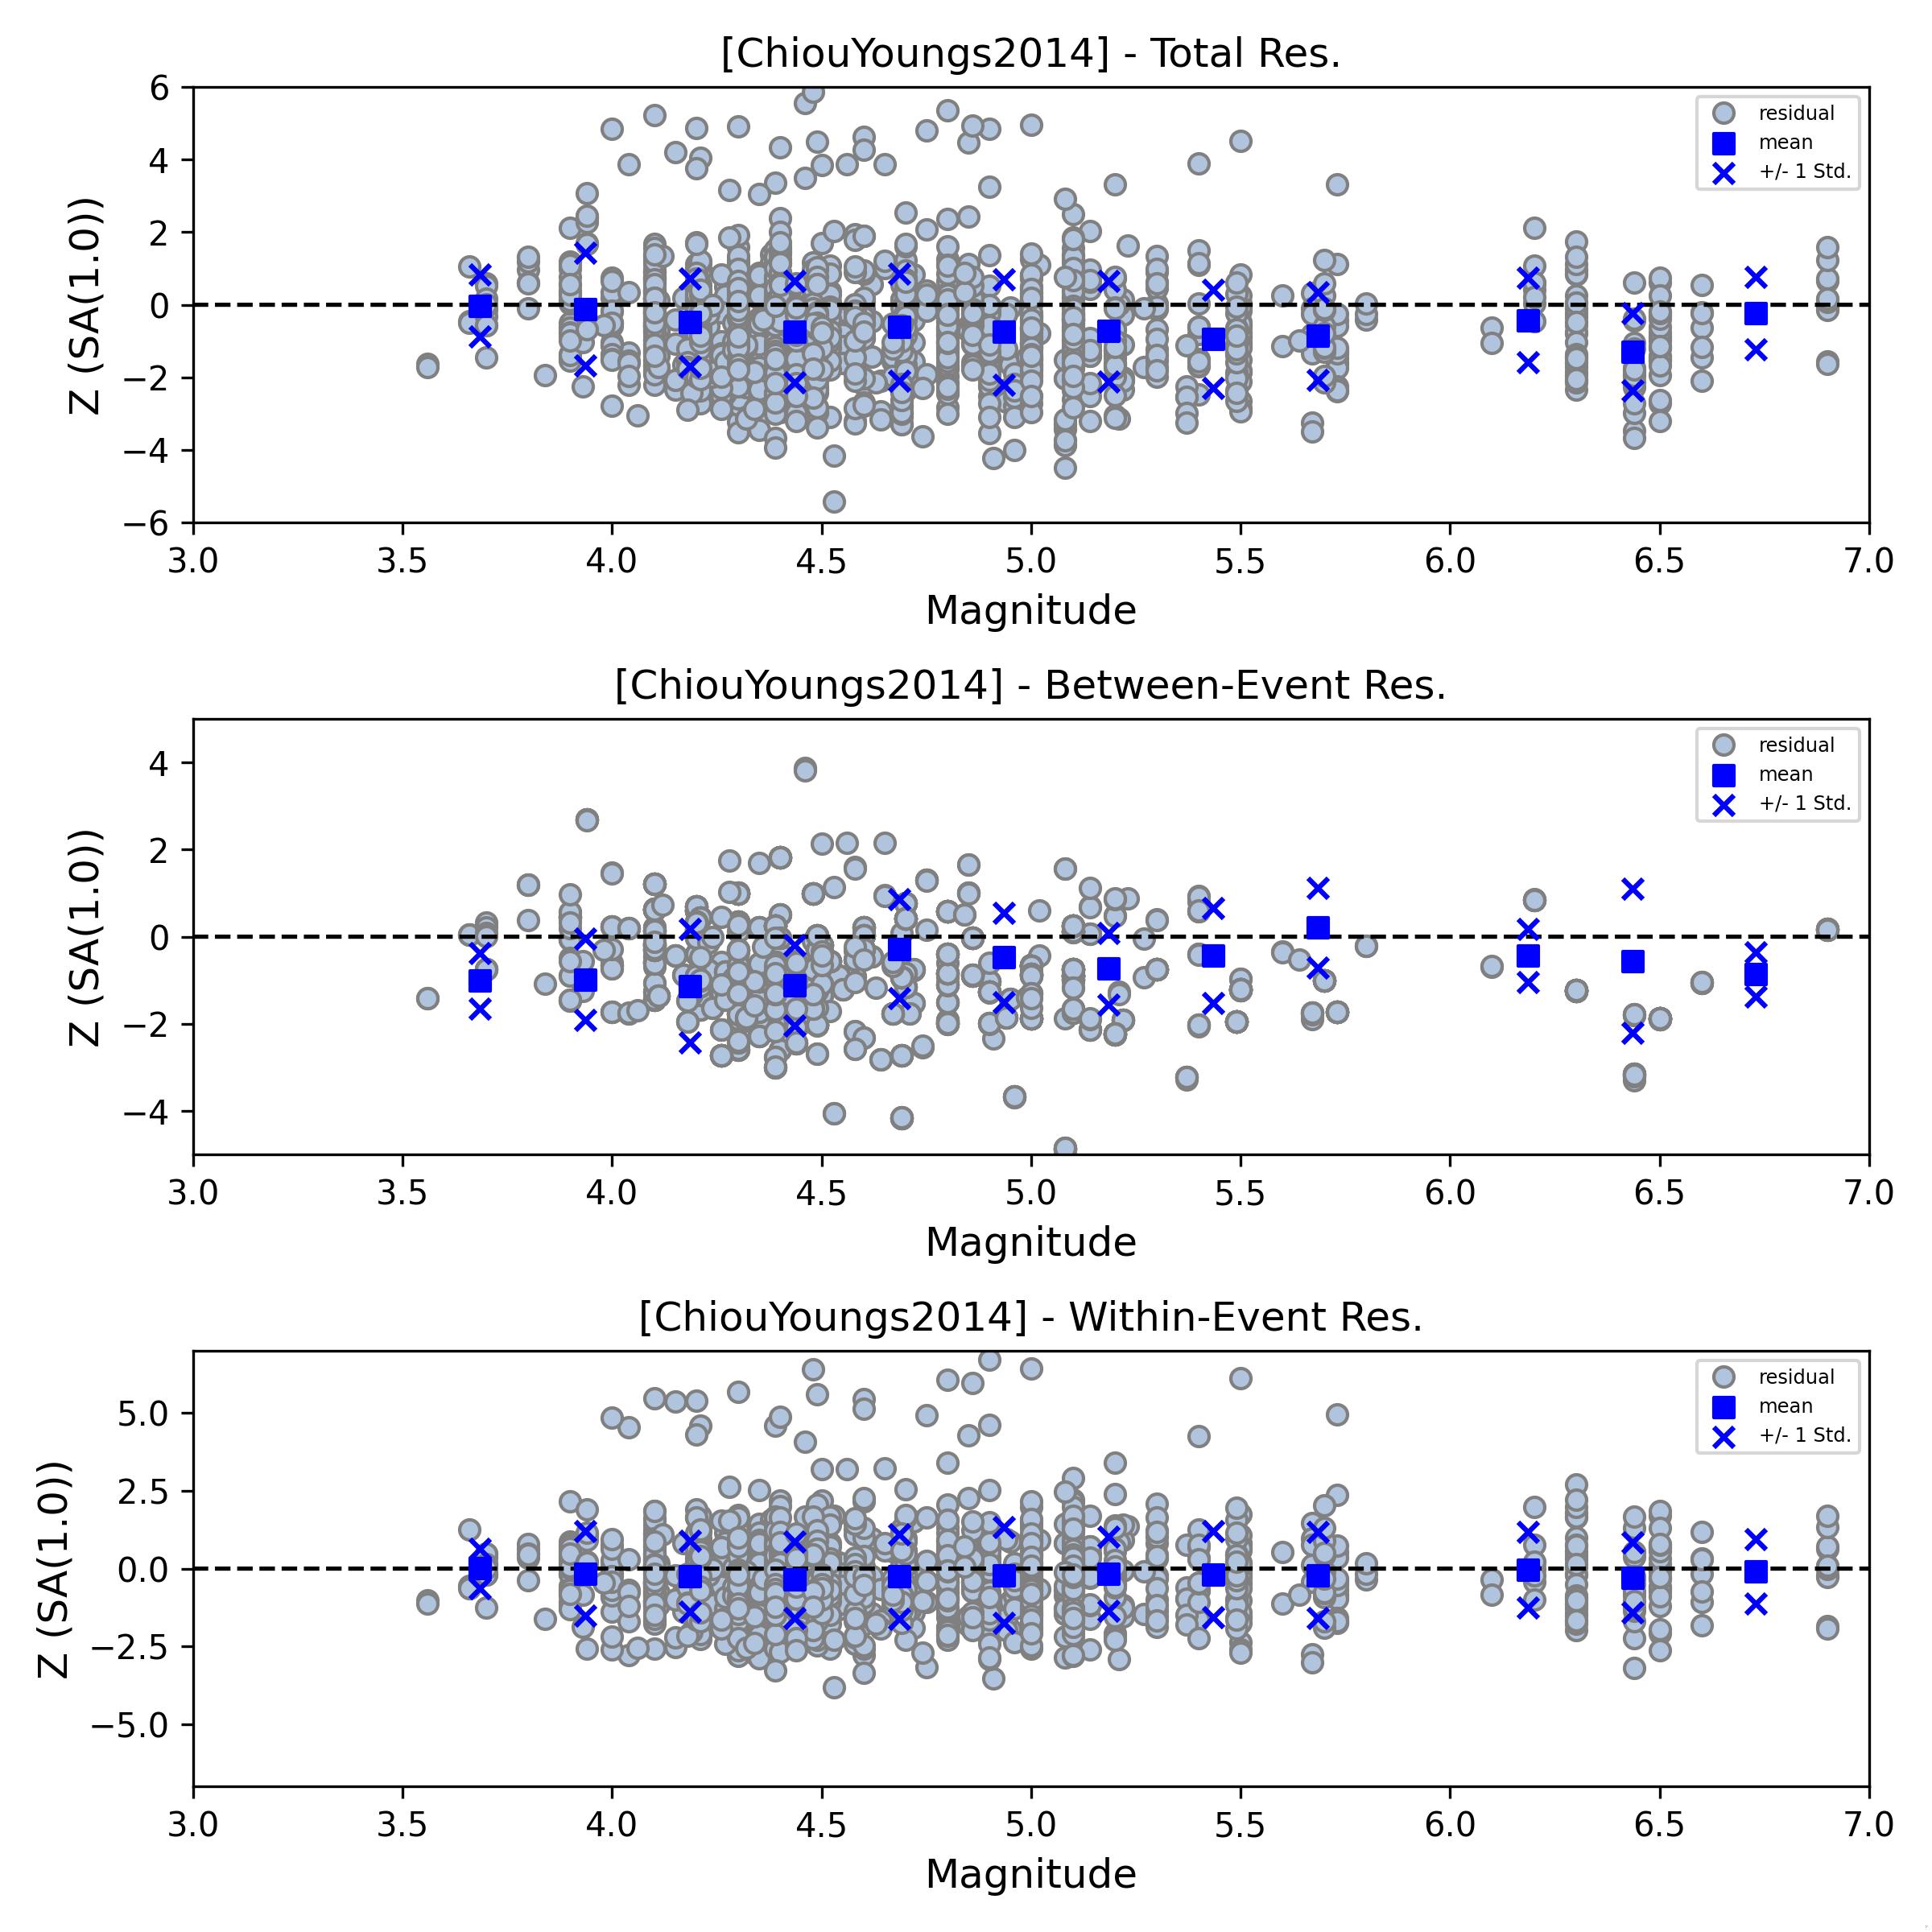 [ChiouYoungs2014] - Total Res.
residual
mean
+/- 1 Std.
Z (SA(1.0))
6
4
2
0
−2
−4
−6
3.0 3.5 4.0 4.5 5.0 5.5 6.0 6.5 7.0
Magnitude
[ChiouYoungs2014] - Between-Event Res.
residual
mean
+/- 1 Std.
Z (SA(1.0))
4
2
0
−2
−4
3.0 3.5 4.0 4.5 5.0 5.5 6.0 6.5 7.0
Magnitude
[ChiouYoungs2014] - Within-Event Res.
residual
mean
+/- 1 Std.
Z (SA(1.0))
5.0
2.5
0.0
−2.5
−5.0
3.0 3.5 4.0 4.5 5.0 5.5 6.0 6.5 7.0
Magnitude